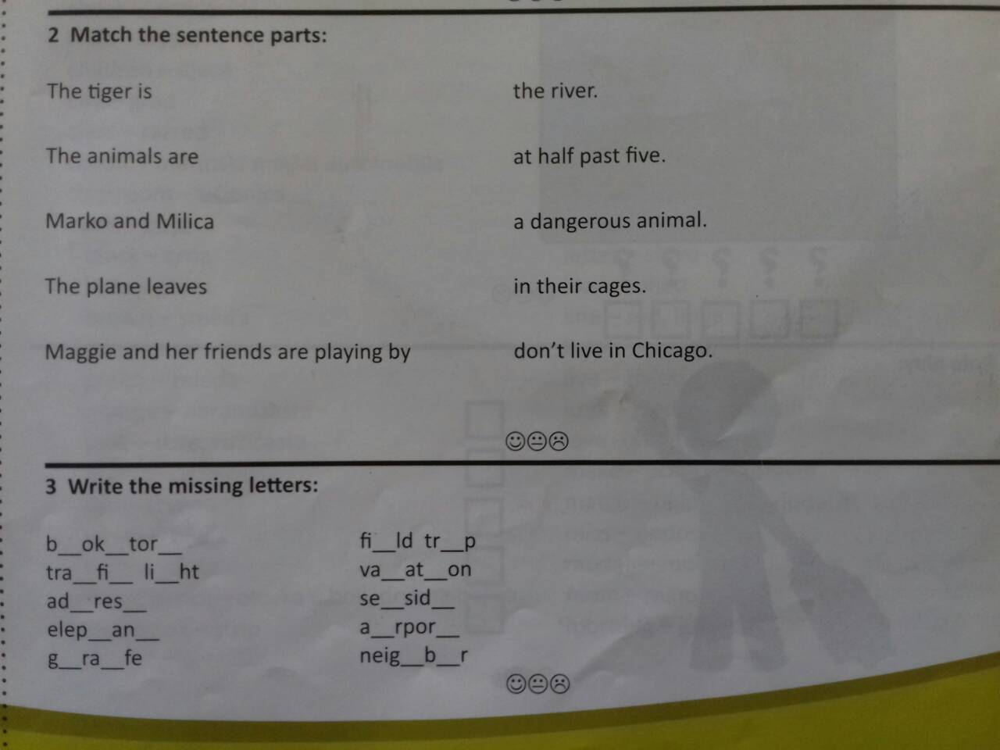 2 Match the sentence parts:
The tiger is the river.
The animals are at half past five.
Marko and Milica a dangerous animal.
The plane leaves in their cages.
Maggie and her friends are playing by don't live in Chicago.
3 Write the missing letters:
b__ok__tor__ fi__ld tr__p
tra__fi__ li__ht va__at__on
ad__res__ se__sid__
elep__an__ a__rpor__
g__ra__fe neig__b__r